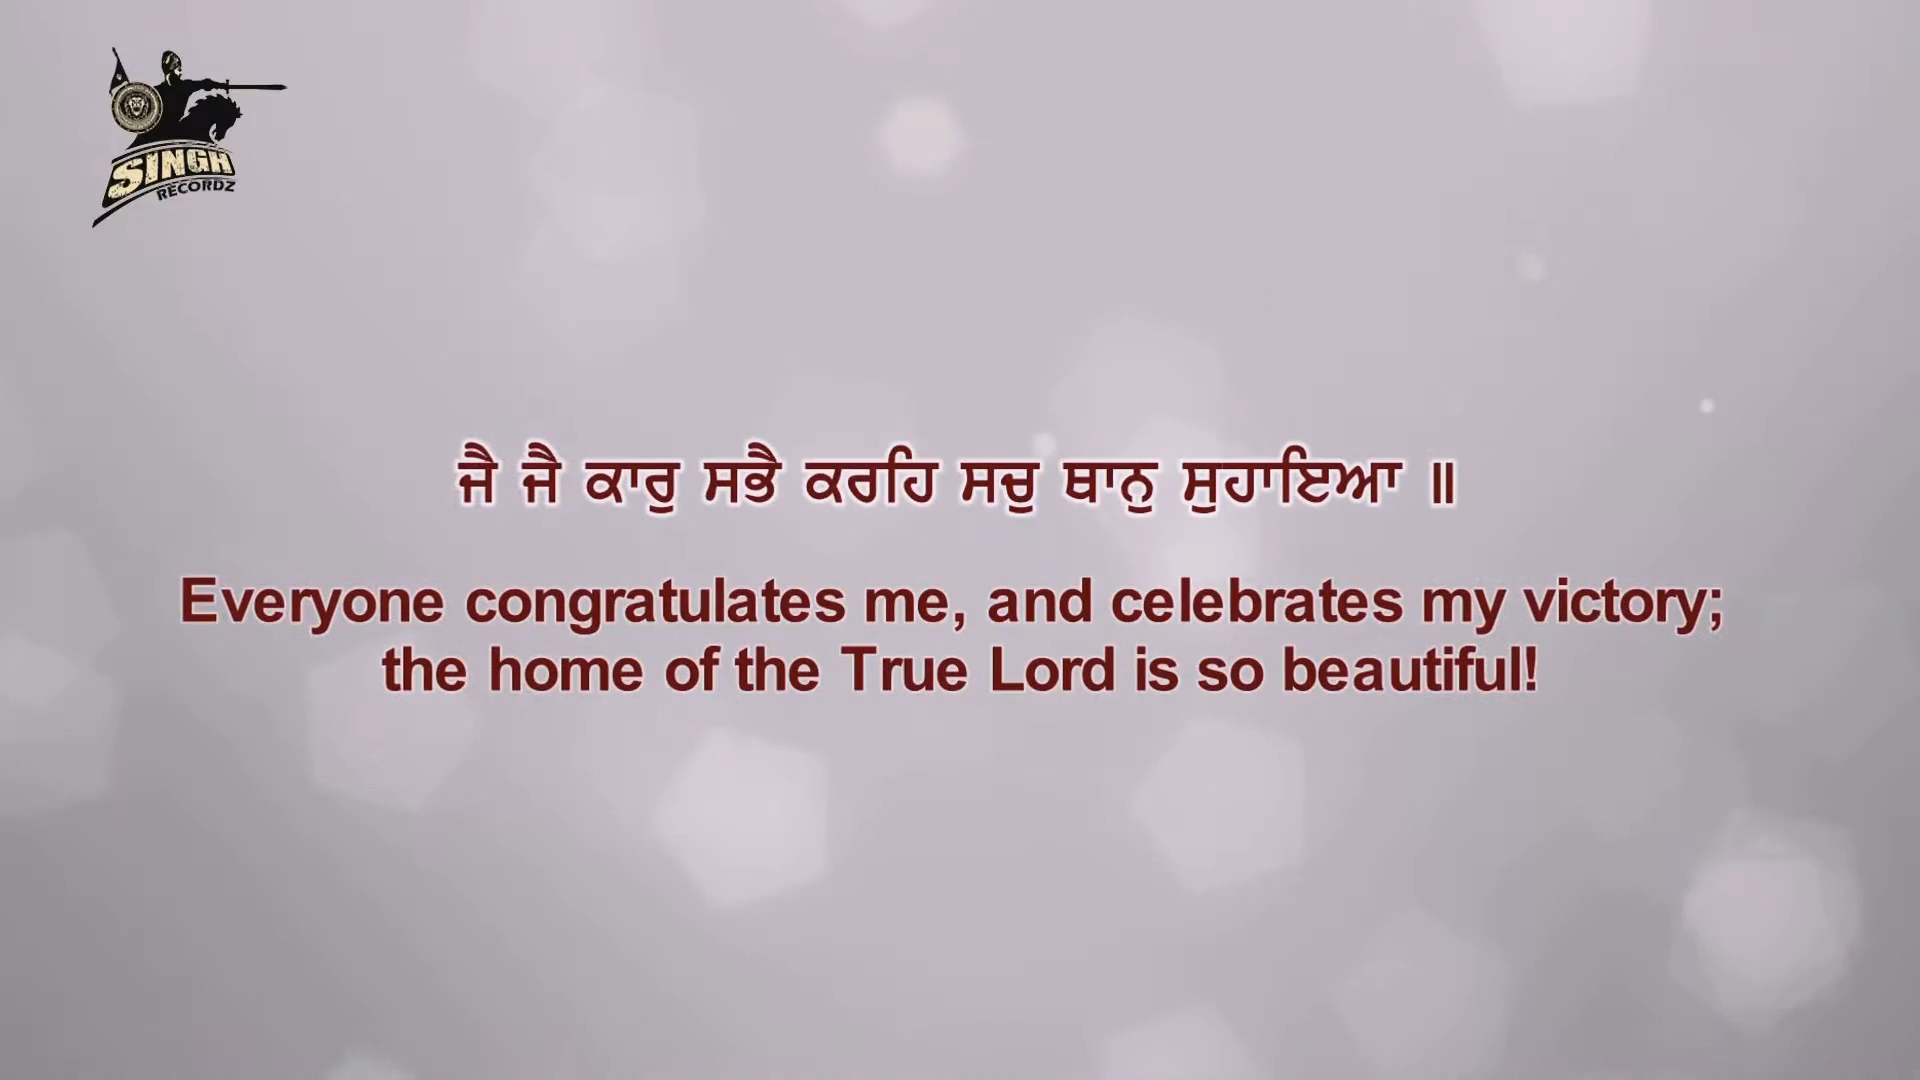 SINGH
RECORDZ
ਜੈ ਜੈ ਕਾਰੁ ਸਭੈ ਕਰਹਿ ਸਚੁ ਥਾਨੁ ਸੁਹਾਇਆ ॥
Everyone congratulates me, and celebrates my victory;
the home of the True Lord is so beautiful!